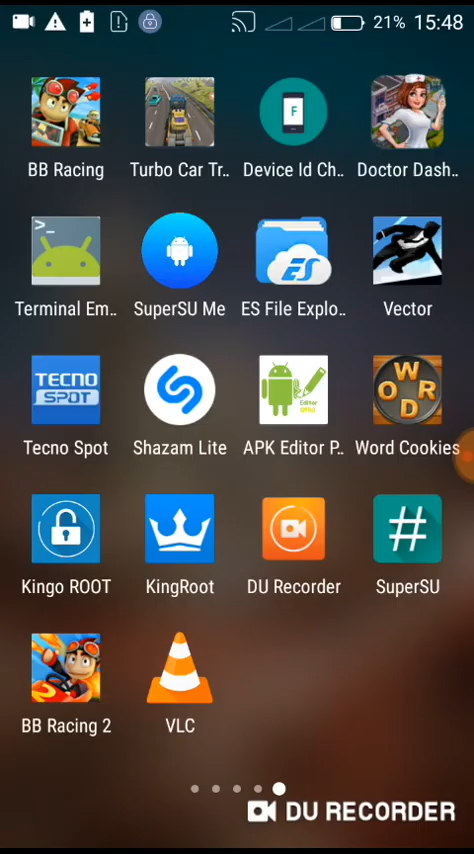 21% 15:48
BB Racing Turbo Car Tr.. Device Id Ch.. Doctor Dash..
F
>_
Terminal Em.. SuperSU Me ES File Explo.. Vector
ES
TECNO
SPOT
Editor
W
O R
D
Tecno Spot Shazam Lite APK Editor P.. Word Cookies
#
Kingo ROOT KingRoot DU Recorder SuperSU
2
BB Racing 2 VLC
DU RECORDER